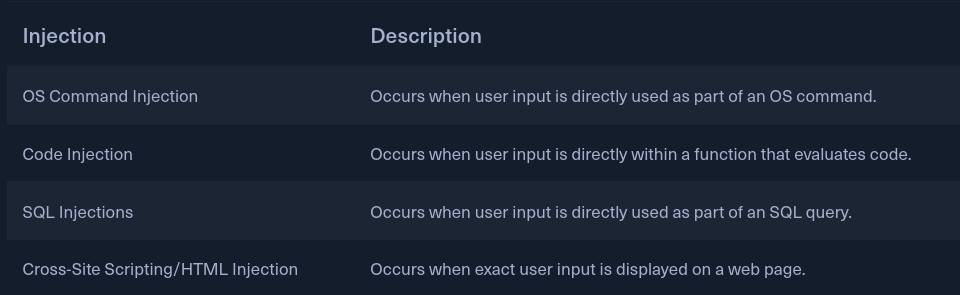 Injection Description
OS Command Injection Occurs when user input is directly used as part of an OS command.
Code Injection Occurs when user input is directly within a function that evaluates code.
SQL Injections Occurs when user input is directly used as part of an SQL query.
Cross-Site Scripting/HTML Injection Occurs when exact user input is displayed on a web page.